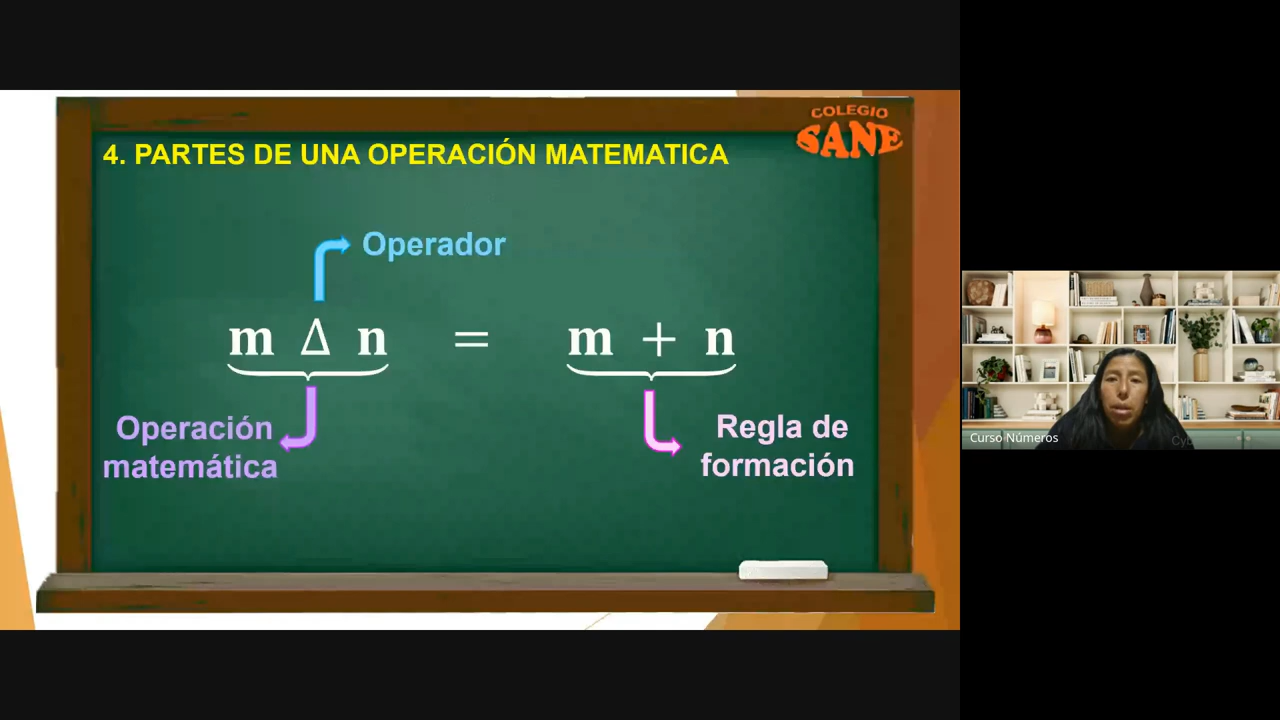 COLEGIO
SANE
4. PARTES DE UNA OPERACIÓN MATEMATICA
Operador
m Δ n = m + n
Operación
matemática
Regla de
formación
Curso Números